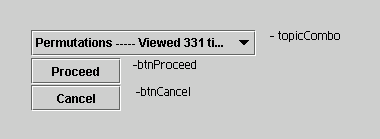 Permutations ----- Viewed 331 ti... - topicCombo
Proceed -btnProceed
Cancel -btnCancel